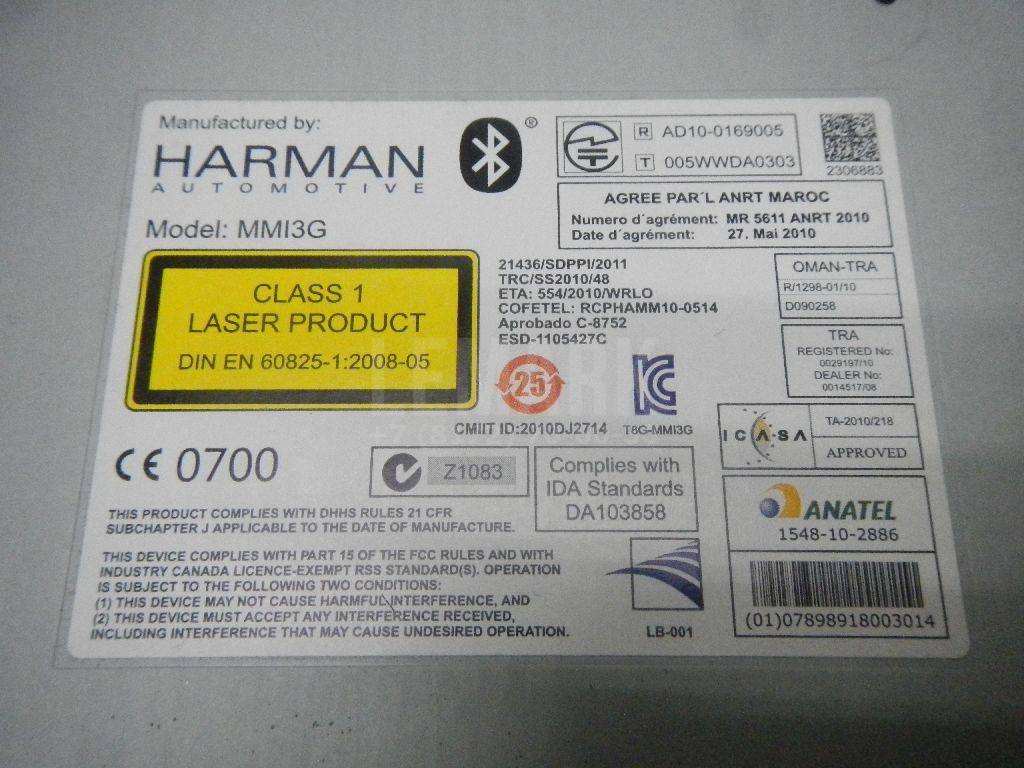 Manufactured by:
HARMAN
AUTOMOTIVE
Model: MMI3G
®
R AD10-0169005
T 005WWDA0303
2306883
AGREE PAR´L ANRT MAROC
Numero d´agrément: MR 5611 ANRT 2010
Date d´agrément: 27. Mai 2010
CLASS 1
LASER PRODUCT
DIN EN 60825-1:2008-05
21436/SDPPI/2011
TRC/SS2010/48
ETA: 554/2010/WRLO
COFETEL: RCPHAMM10-0514
Aprobado C-8752
ESD-1105427C
OMAN-TRA
R/1298-01/10
D090258
TRA
REGISTERED No:
0029197/10
DEALER No:
0014517/08
25
CMIIT ID:2010DJ2714
T8G-MMI3G
ICASA
TA-2010/218
APPROVED
CE 0700
Z1083
Complies with
IDA Standards
DA103858
ANATEL
1548-10-2886
(01)07898918003014
THIS PRODUCT COMPLIES WITH DHHS RULES 21 CFR
SUBCHAPTER J APPLICABLE TO THE DATE OF MANUFACTURE.
THIS DEVICE COMPLIES WITH PART 15 OF THE FCC RULES AND WITH
INDUSTRY CANADA LICENCE-EXEMPT RSS STANDARD(S). OPERATION
IS SUBJECT TO THE FOLLOWING TWO CONDITIONS:
(1) THIS DEVICE MAY NOT CAUSE HARMFUL INTERFERENCE, AND
(2) THIS DEVICE MUST ACCEPT ANY INTERFERENCE RECEIVED,
INCLUDING INTERFERENCE THAT MAY CAUSE UNDESIRED OPERATION.
LB-001